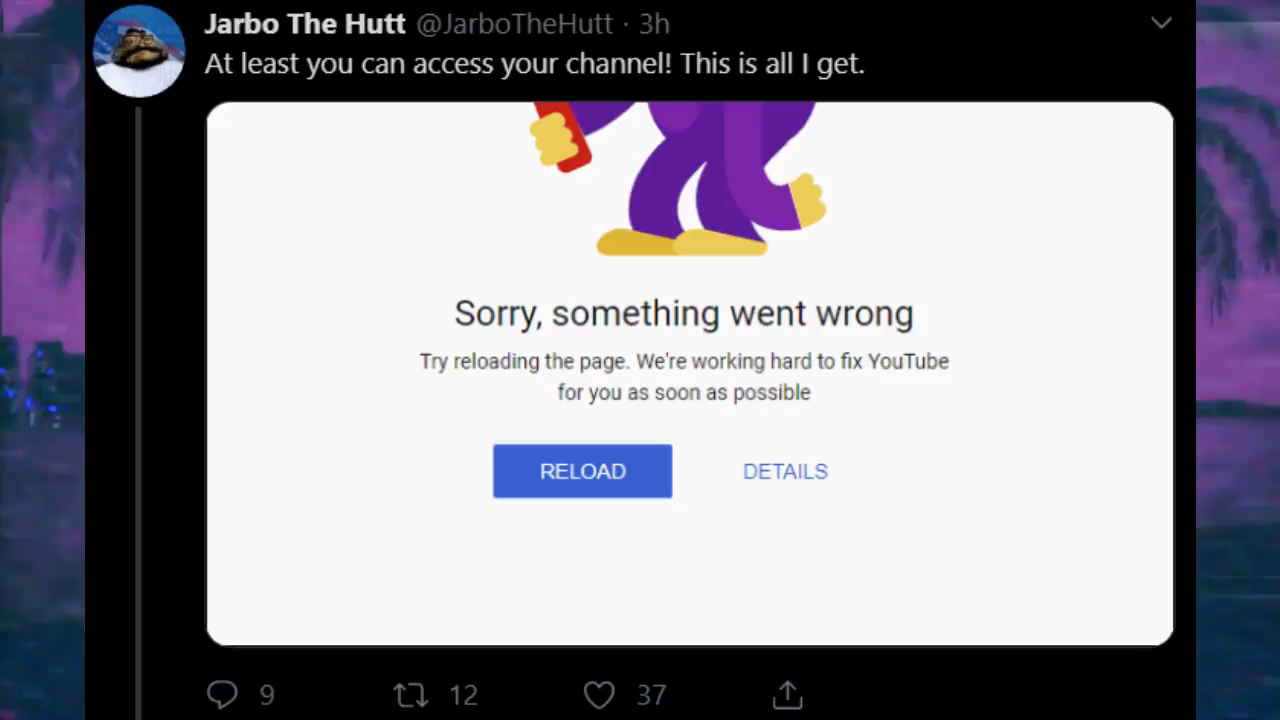 Jarbo The Hutt @JarboTheHutt · 3h
At least you can access your channel! This is all I get.
Sorry, something went wrong
Try reloading the page. We're working hard to fix YouTube
for you as soon as possible
RELOAD DETAILS
9 12 37